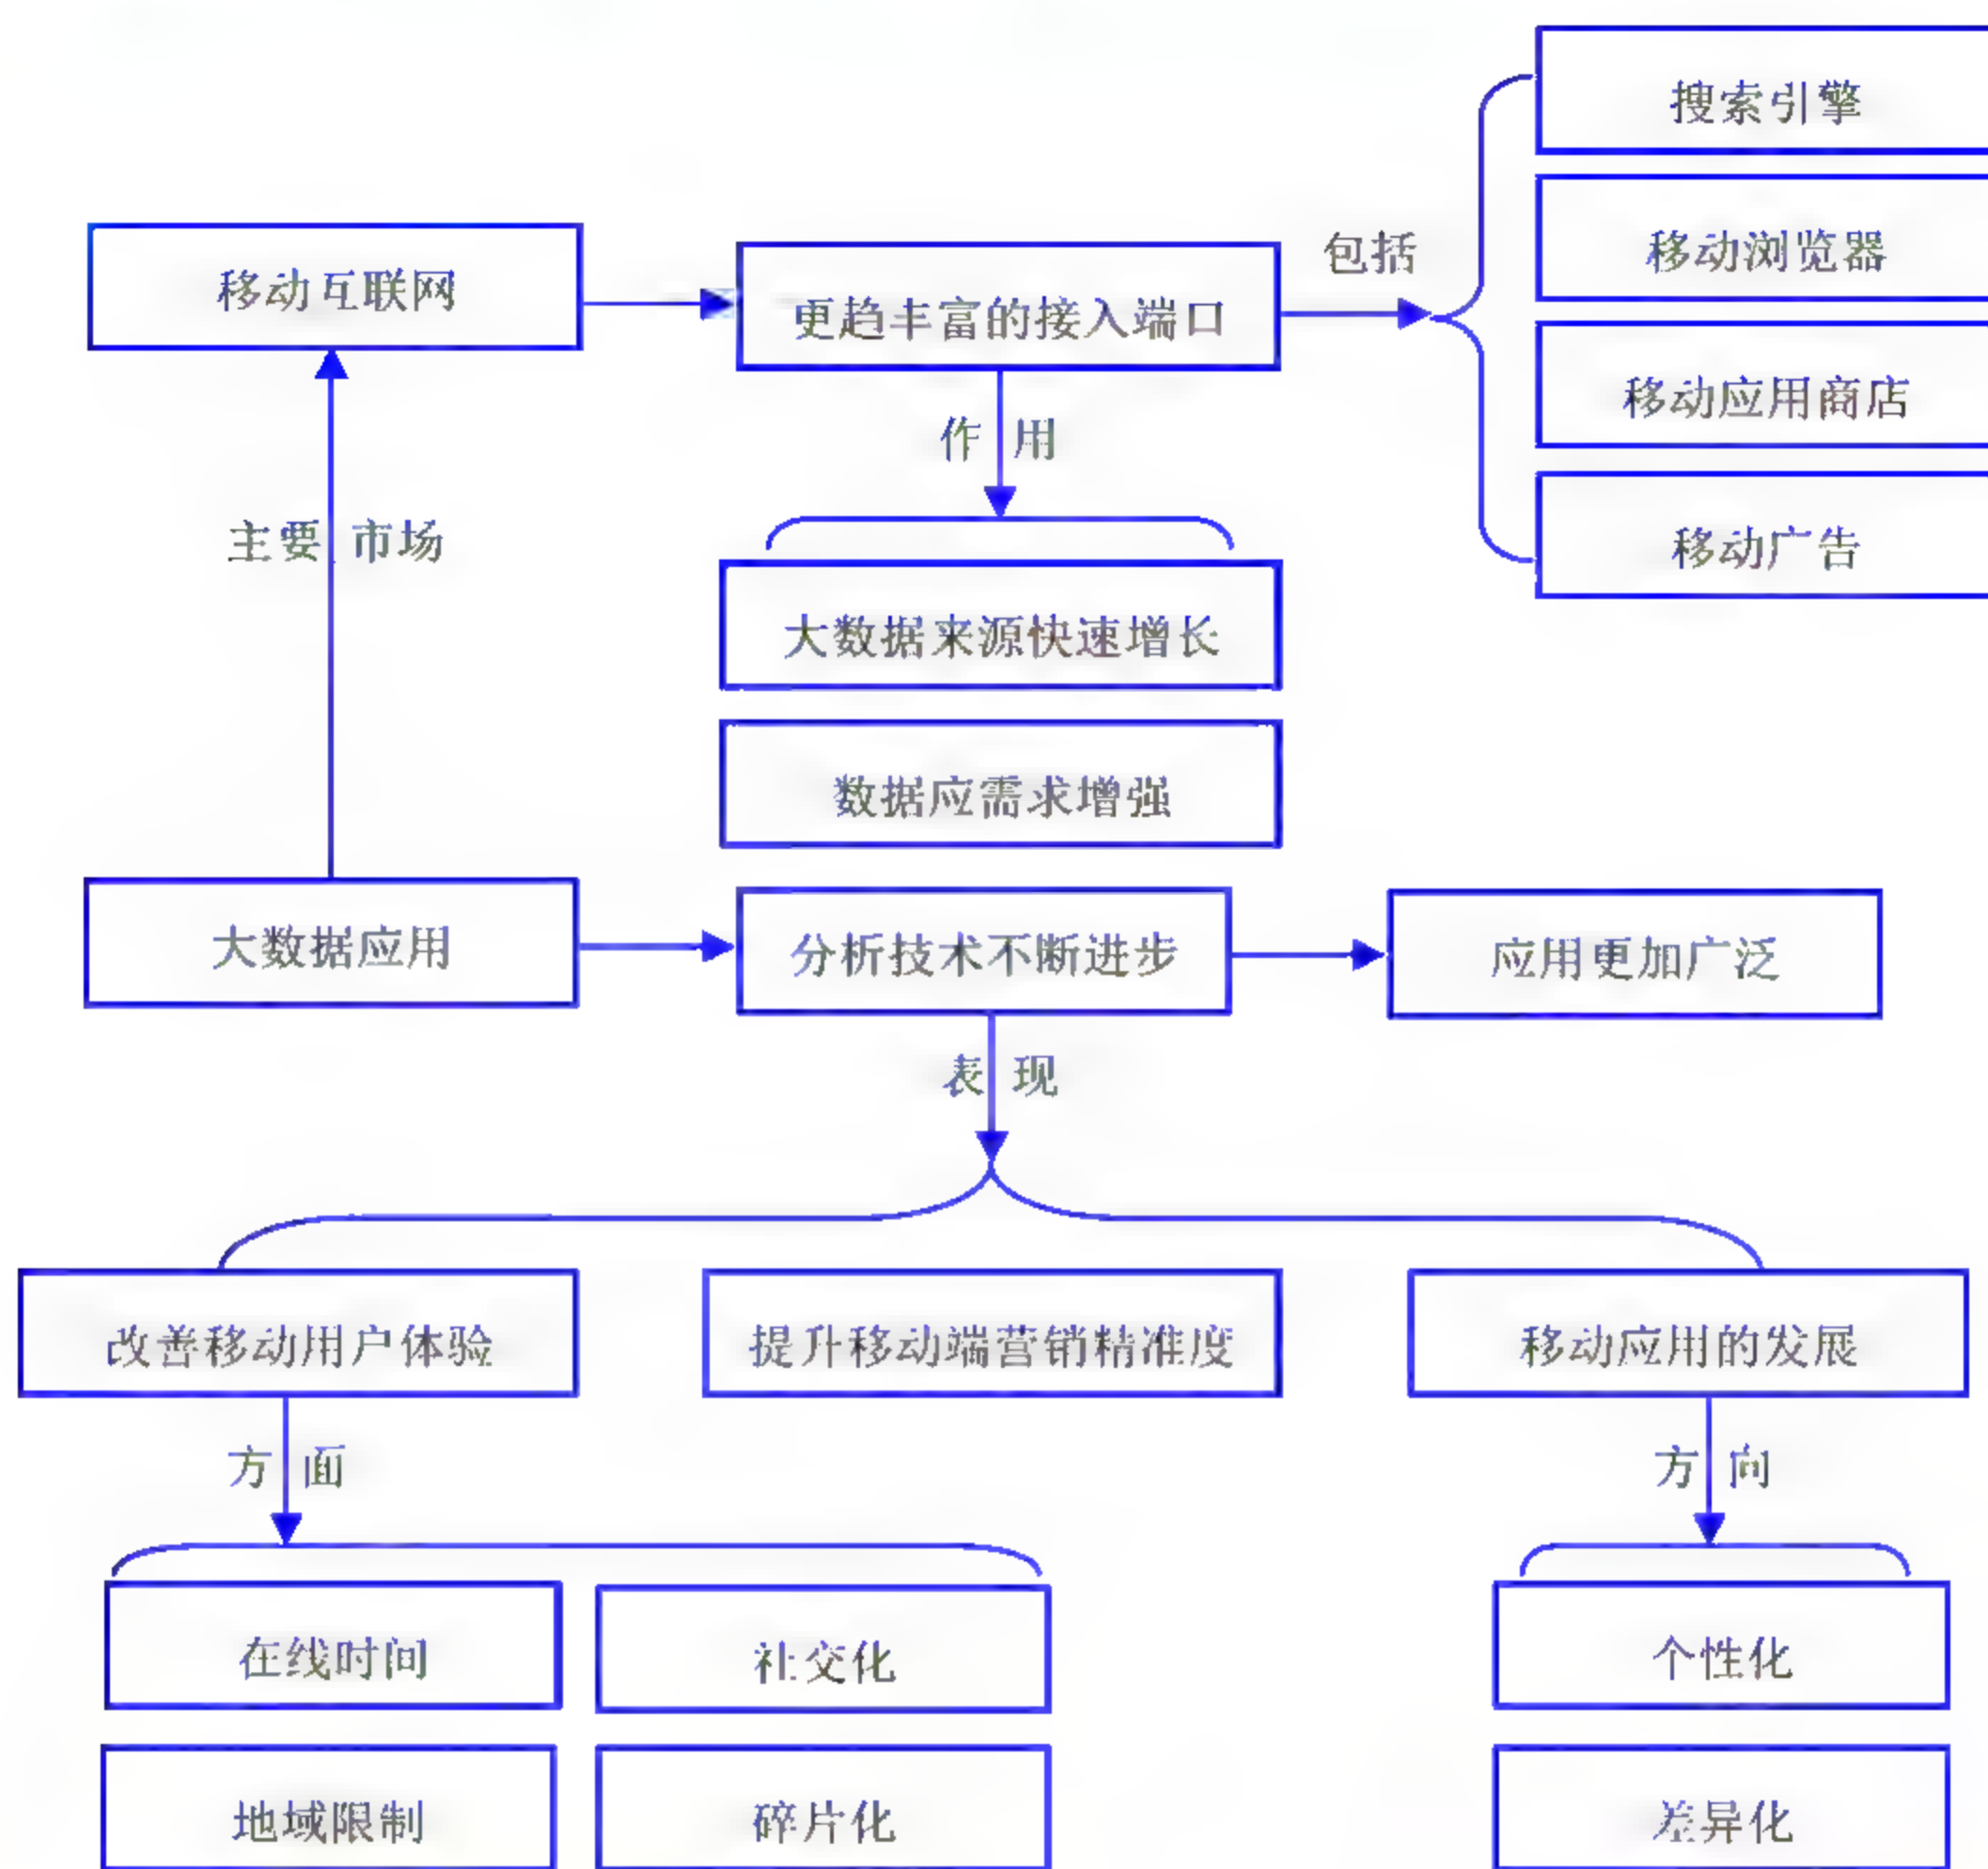 搜索引擎
移动浏览器
移动互联网
包括
更趋丰富的接入端口
移动应用商店
作用
移动广告
主要市场
大数据来源快速增长
数据应需求增强
大数据应用
分析技术不断进步
应用更加广泛
表现
改善移动用户体验
提升移动端营销精准度
移动应用的发展
方面
方向
在线时间
社交化
个性化
地域限制
碎片化
差异化